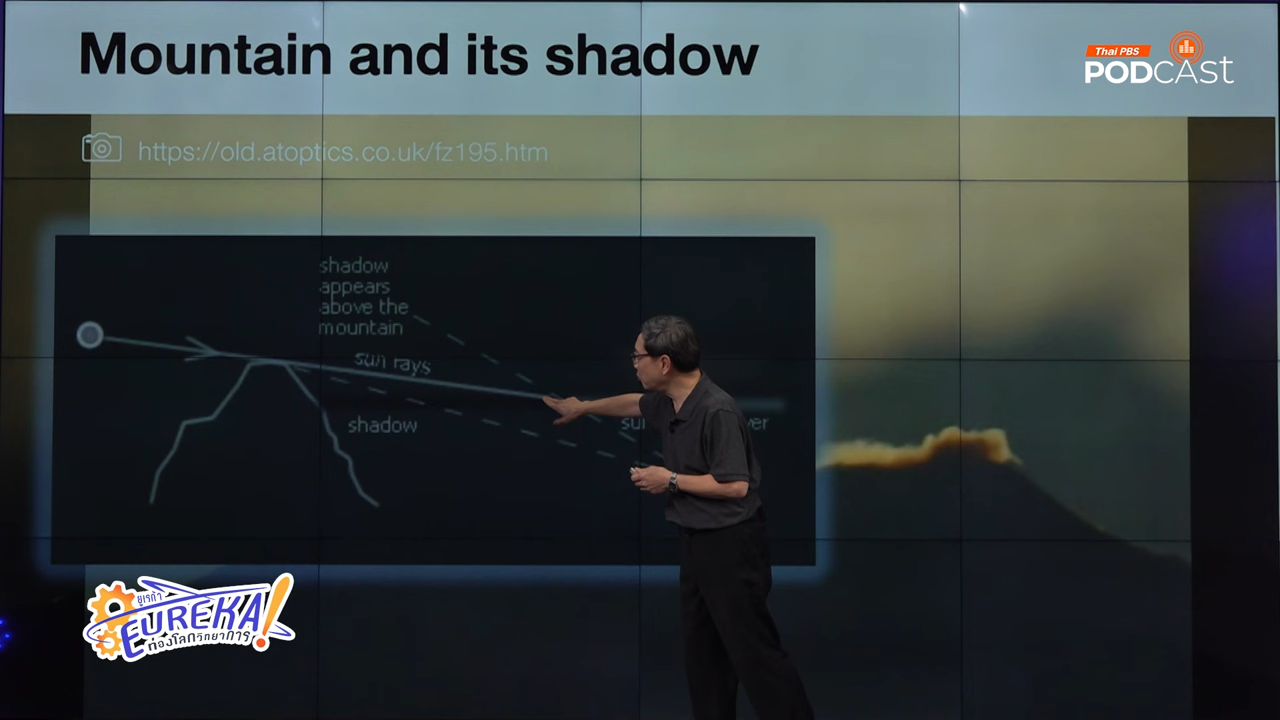 Mountain and its shadow
Thai PBS
PODCAst
https://old.atoptics.co.uk/fz195.htm
shadow
appears
above the
mountain
sun rays
shadow
ยูเรก้า
EUREKA!
ท่องโลกวิทยาการ